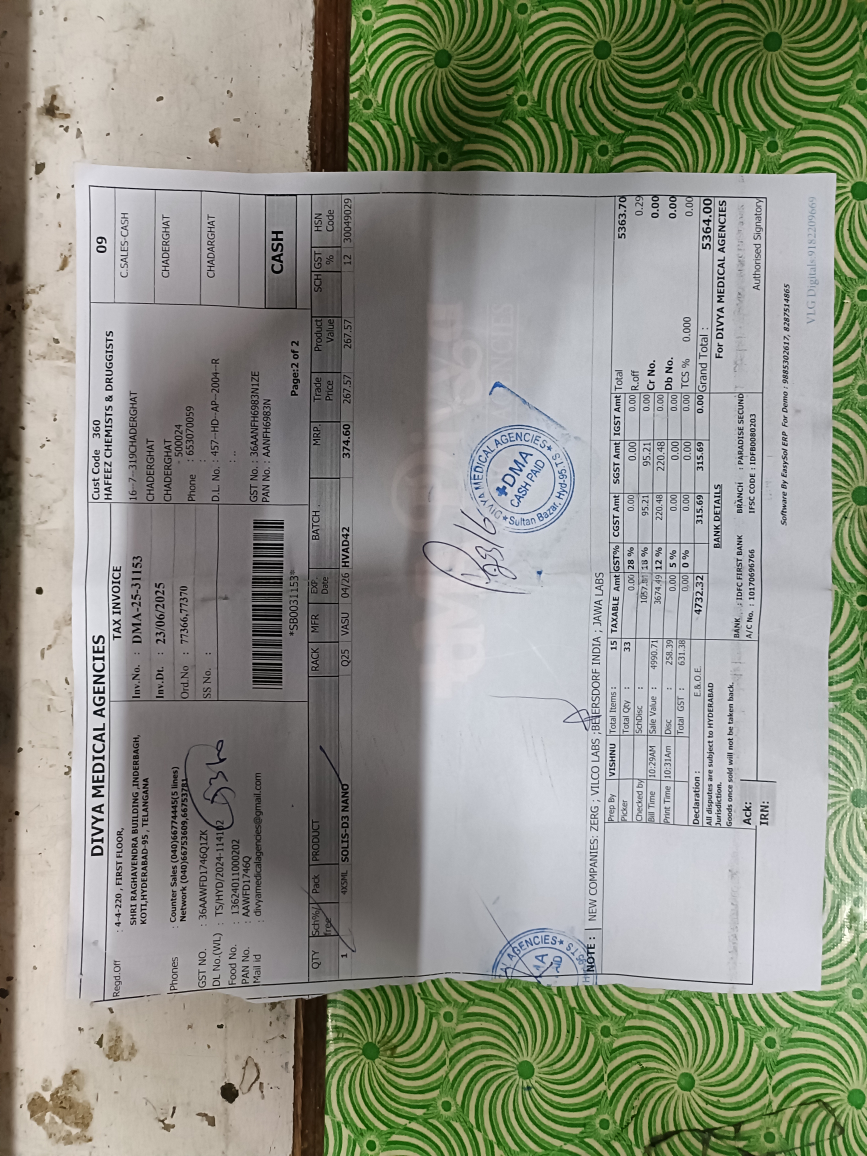 DIVYA MEDICAL AGENCIES
Regd.Off : 4-4-220 , FIRST FLOOR,
SHRI RAGHAVENDRA BUILDING ,INDERBAGH,
KOTI,HYDERABAD-95 , TELANGANA
Phones : Counter Sales (040)66774445(5 lines)
Network (040)66753609,66753781
GST NO. : 36AAWFD1746Q1ZK
DL No.(WL) : TS/HYD/2024-114102
Food No. : 13624011000202
PAN No. : AAWFD1746Q
Mail id : divyamedicalagencies@gmail.com
TAX INVOICE
Inv.No. : DMA-25-31153
Inv.Dt. : 23/06/2025
Ord.No : 77366,77370
SS No. :
*SB0031153*
Cust Code 360 09
HAFEEZ CHEMISTS & DRUGGISTS
16-7-319CHADERGHAT C.SALES-CASH
CHADERGHAT
CHADERGHAT CHADERGHAT
- 500024
Phone : 653070059
D.L. No. : 457-HD-AP-2004-R CHADARGHAT
: ..
GST No. : 36AANFH6983N1ZE
PAN No. : AANFH6983N
CASH
Page:2 of 2
QTY Sch%/ free Pack PRODUCT RACK MFR EXP. Date BATCH . MRP. Trade Price Product Value SCH GST % HSN Code
1 4X5ML SOLIS-D3 NANO Q25 VASU 04/26 HVAD42 374.60 267.57 267.57 12 30049029
DIVYA MEDICAL AGENCIES
DMA
CASH PAID
Sultan Bazar, Hyd-95.T.S
NOTE : NEW COMPANIES: ZERG ; VILCO LABS ;BEIERSDORF INDIA ; JAWA LABS
Prep By VISHNU Total Items : 15 TAXABLE Amt GST% CGST Amt SGST Amt IGST Amt Total 5363.70
Picker Total Qty : 33 0.00 28 % 0.00 0.00 0.00 R.off 0.29
Checked by SchDisc : 18 % 95.21 95.21 0.00 Cr No. 0.00
Bill Time 10:29AM Sale Value : 4990.71 3674.49 12 % 220.48 220.48 0.00 Db No. 0.00
Print Time 10:31Am Disc : 258.39 0.00 5 % 0.00 0.00 0.00 TCS % 0.000 0.00
Total GST : 631.38 0.00 0 % 0.00 0.00 0.00
Declaration : E.& O.E. 4732.32 315.69 315.69 0.00 Grand Total : 5364.00
All disputes are subject to HYDERABAD
Jurisdiction.
Goods once sold will not be taken back.
BANK DETAILS
BANK : IDFC FIRST BANK BRANCH : PARADISE SECUND
A/C No. : 10170696766 IFSC CODE : IDFB0080203
For DIVYA MEDICAL AGENCIES
Authorised Signatory
Ack:
IRN:
Software By EasySol ERP. For Demo : 9885302617, 8287514865
VLG Digitals 9182209669